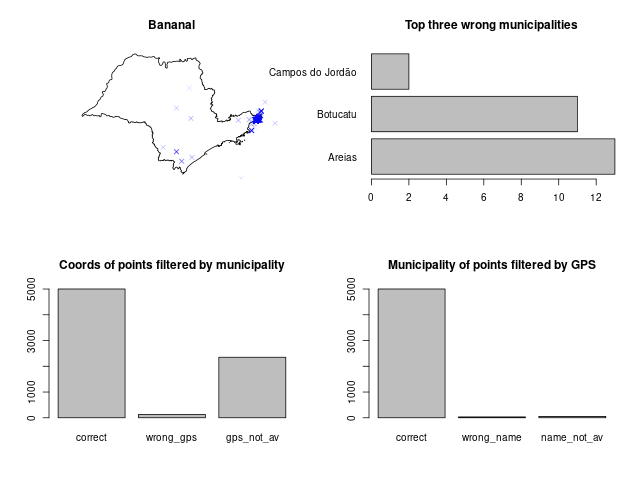 Bananal
Top three wrong municipalities
Campos do Jordão
Botucatu
Areias
0 2 4 6 8 10 12
Coords of points filtered by municipality
5000
3000
1000
0
correct wrong_gps gps_not_av
Municipality of points filtered by GPS
5000
3000
1000
0
correct wrong_name name_not_av